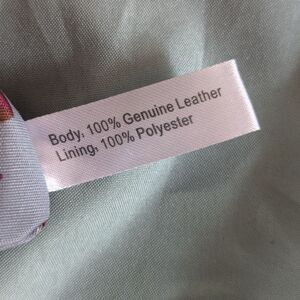 Body, 100% Genuine Leather
Lining, 100% Polyester